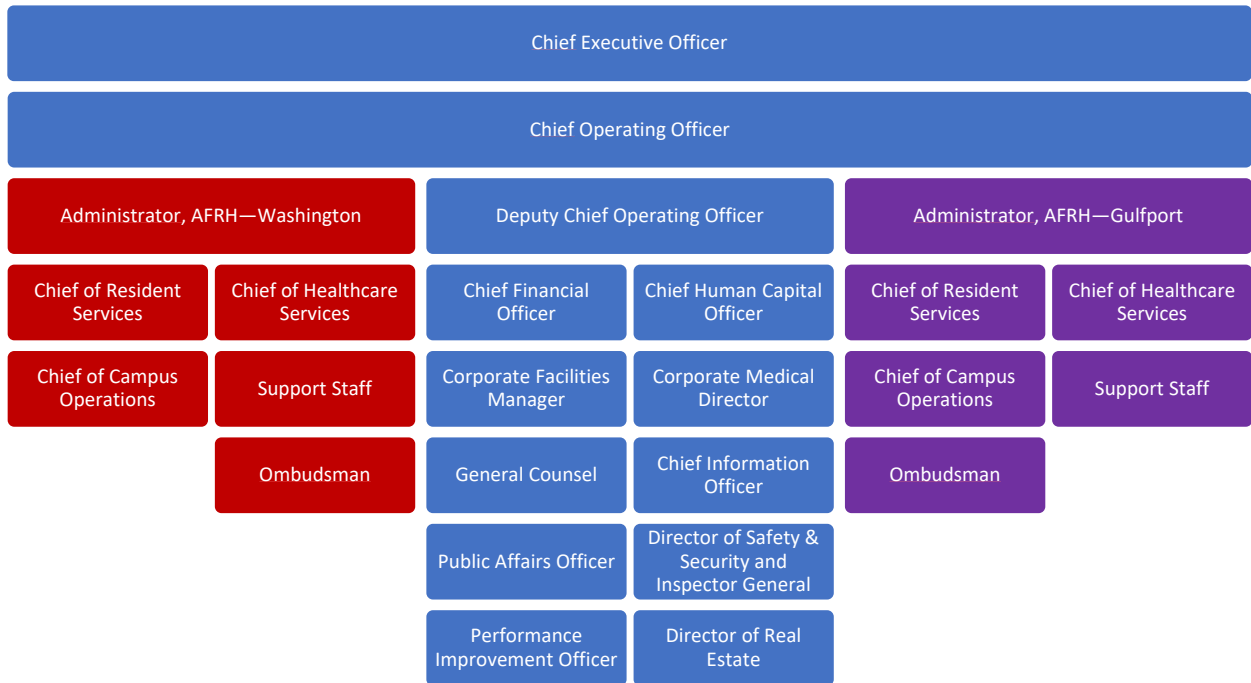 Chief Executive Officer
Chief Operating Officer
Administrator, AFRH—Washington
Deputy Chief Operating Officer
Administrator, AFRH—Gulfport
Chief of Resident
Services
Chief of Healthcare
Services
Chief Financial
Officer
Chief Human Capital
Officer
Chief of Resident
Services
Chief of Healthcare
Services
Chief of Campus
Operations
Support Staff
Corporate Facilities
Manager
Corporate Medical
Director
Chief of Campus
Operations
Support Staff
Ombudsman
General Counsel
Chief Information
Officer
Ombudsman
Public Affairs Officer
Director of Safety &
Security and
Inspector General
Performance
Improvement Officer
Director of Real
Estate